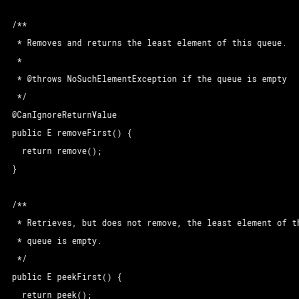 /**
 * Removes and returns the least element of this queue.
 *
 * @throws NoSuchElementException if the queue is empty
 */
@CanIgnoreReturnValue
public E removeFirst() {
  return remove();
}

/**
 * Retrieves, but does not remove, the least element of
 * queue is empty.
 */
public E peekFirst() {
  return peek();